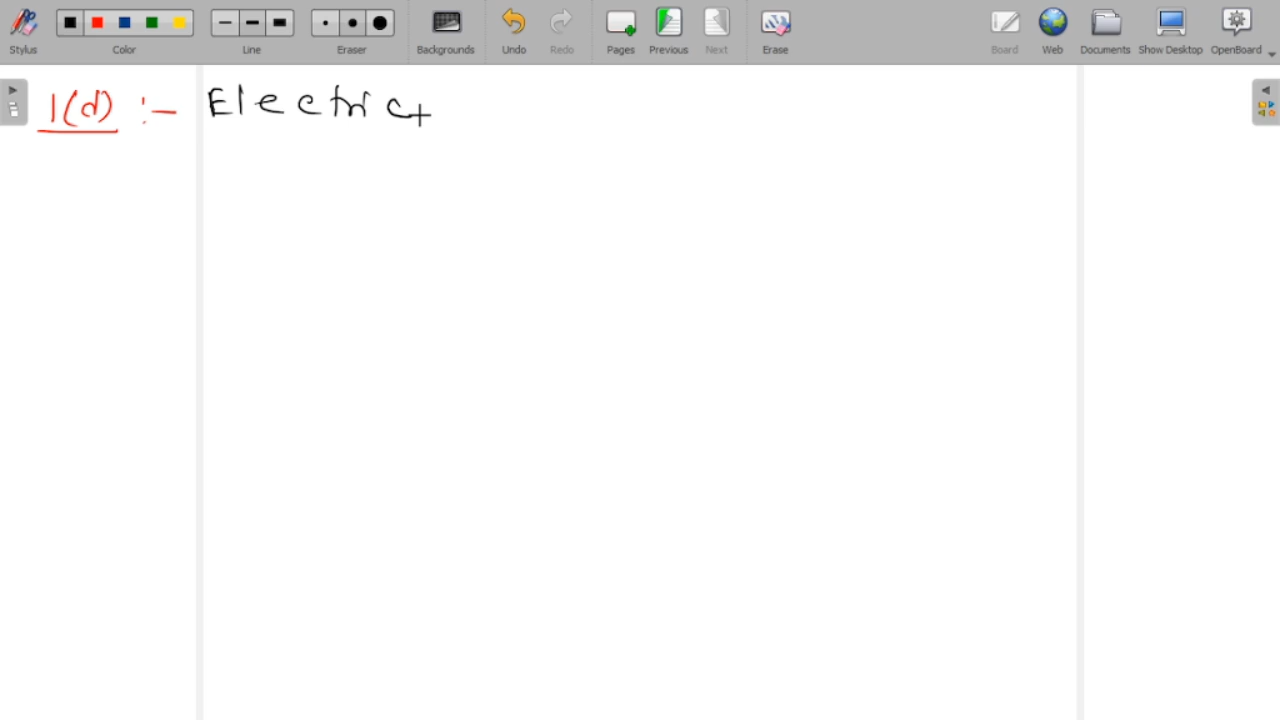 Stylus
Color
Line
Eraser
Backgrounds
Undo
Redo
Pages
Previous
Next
Erase
Board
Web
Documents
Show Desktop
OpenBoard
1(d) :- Electric